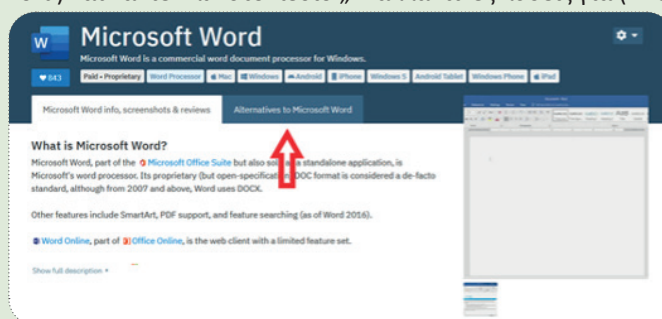 Microsoft Word
Microsoft Word is a commercial word document processor for Windows.
843 Paid • Proprietary Word Processor Mac Windows Android iPhone Windows S Android Tablet Windows Phone iPad
Microsoft Word info, screenshots & reviews Alternatives to Microsoft Word
What is Microsoft Word?
Microsoft Word, part of the Microsoft Office Suite but also as a standalone application, is
Microsoft's word processor. Its proprietary (but open-specification) DOC format is considered a de-facto
standard, although from 2007 and above, Word uses DOCX.
Other features include SmartArt, PDF support, and feature searching (as of Word 2016).
Word Online, part of Office Online, is the web client with a limited feature set.
Show full description